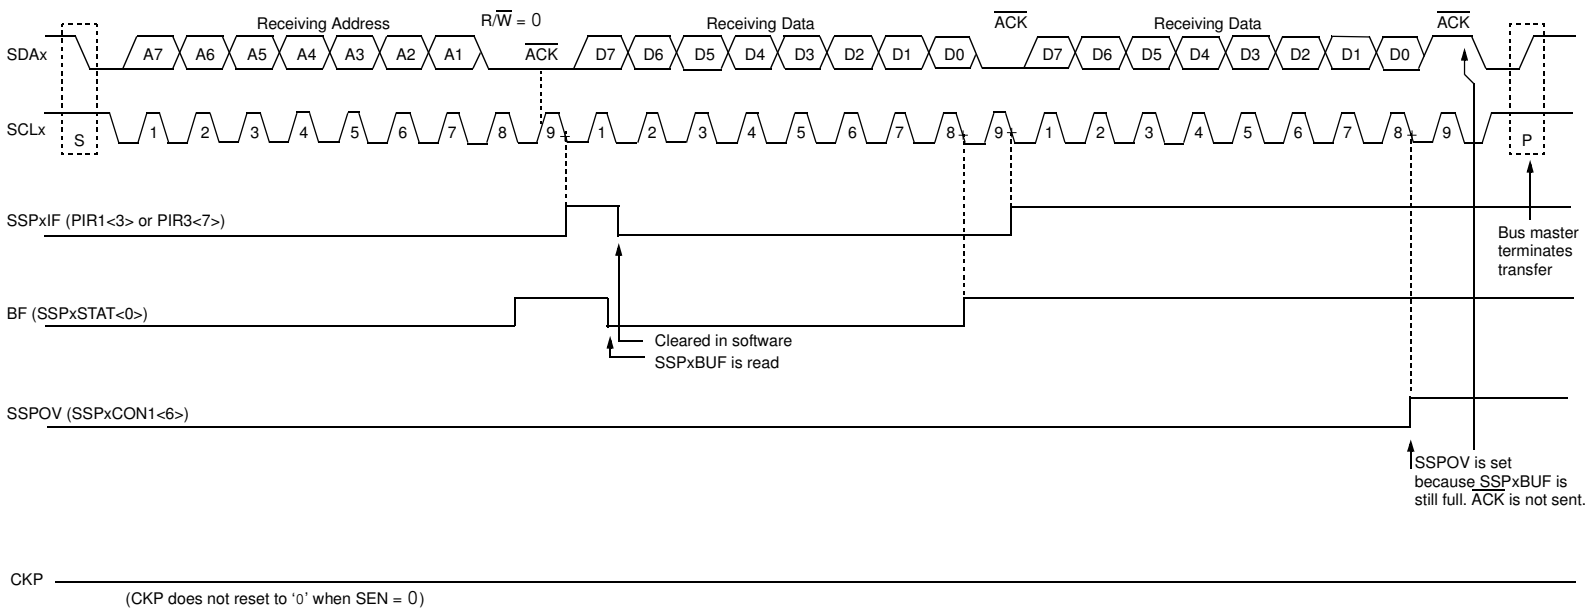 Receiving Address R/W = 0 Receiving Data ACK Receiving Data ACK
SDAx A7 A6 A5 A4 A3 A2 A1 ACK D7 D6 D5 D4 D3 D2 D1 D0 D7 D6 D5 D4 D3 D2 D1 D0
SCLx S 1 2 3 4 5 6 7 8 9 1 2 3 4 5 6 7 8 9 1 2 3 4 5 6 7 8 9 P
SSPxIF (PIR1<3> or PIR3<7>)
Bus master
terminates
transfer
BF (SSPxSTAT<0>)
Cleared in software
SSPxBUF is read
SSPOV (SSPxCON1<6>)
SSPOV is set
because SSPxBUF is
still full. ACK is not sent.
CKP
(CKP does not reset to ‘0’ when SEN = 0)